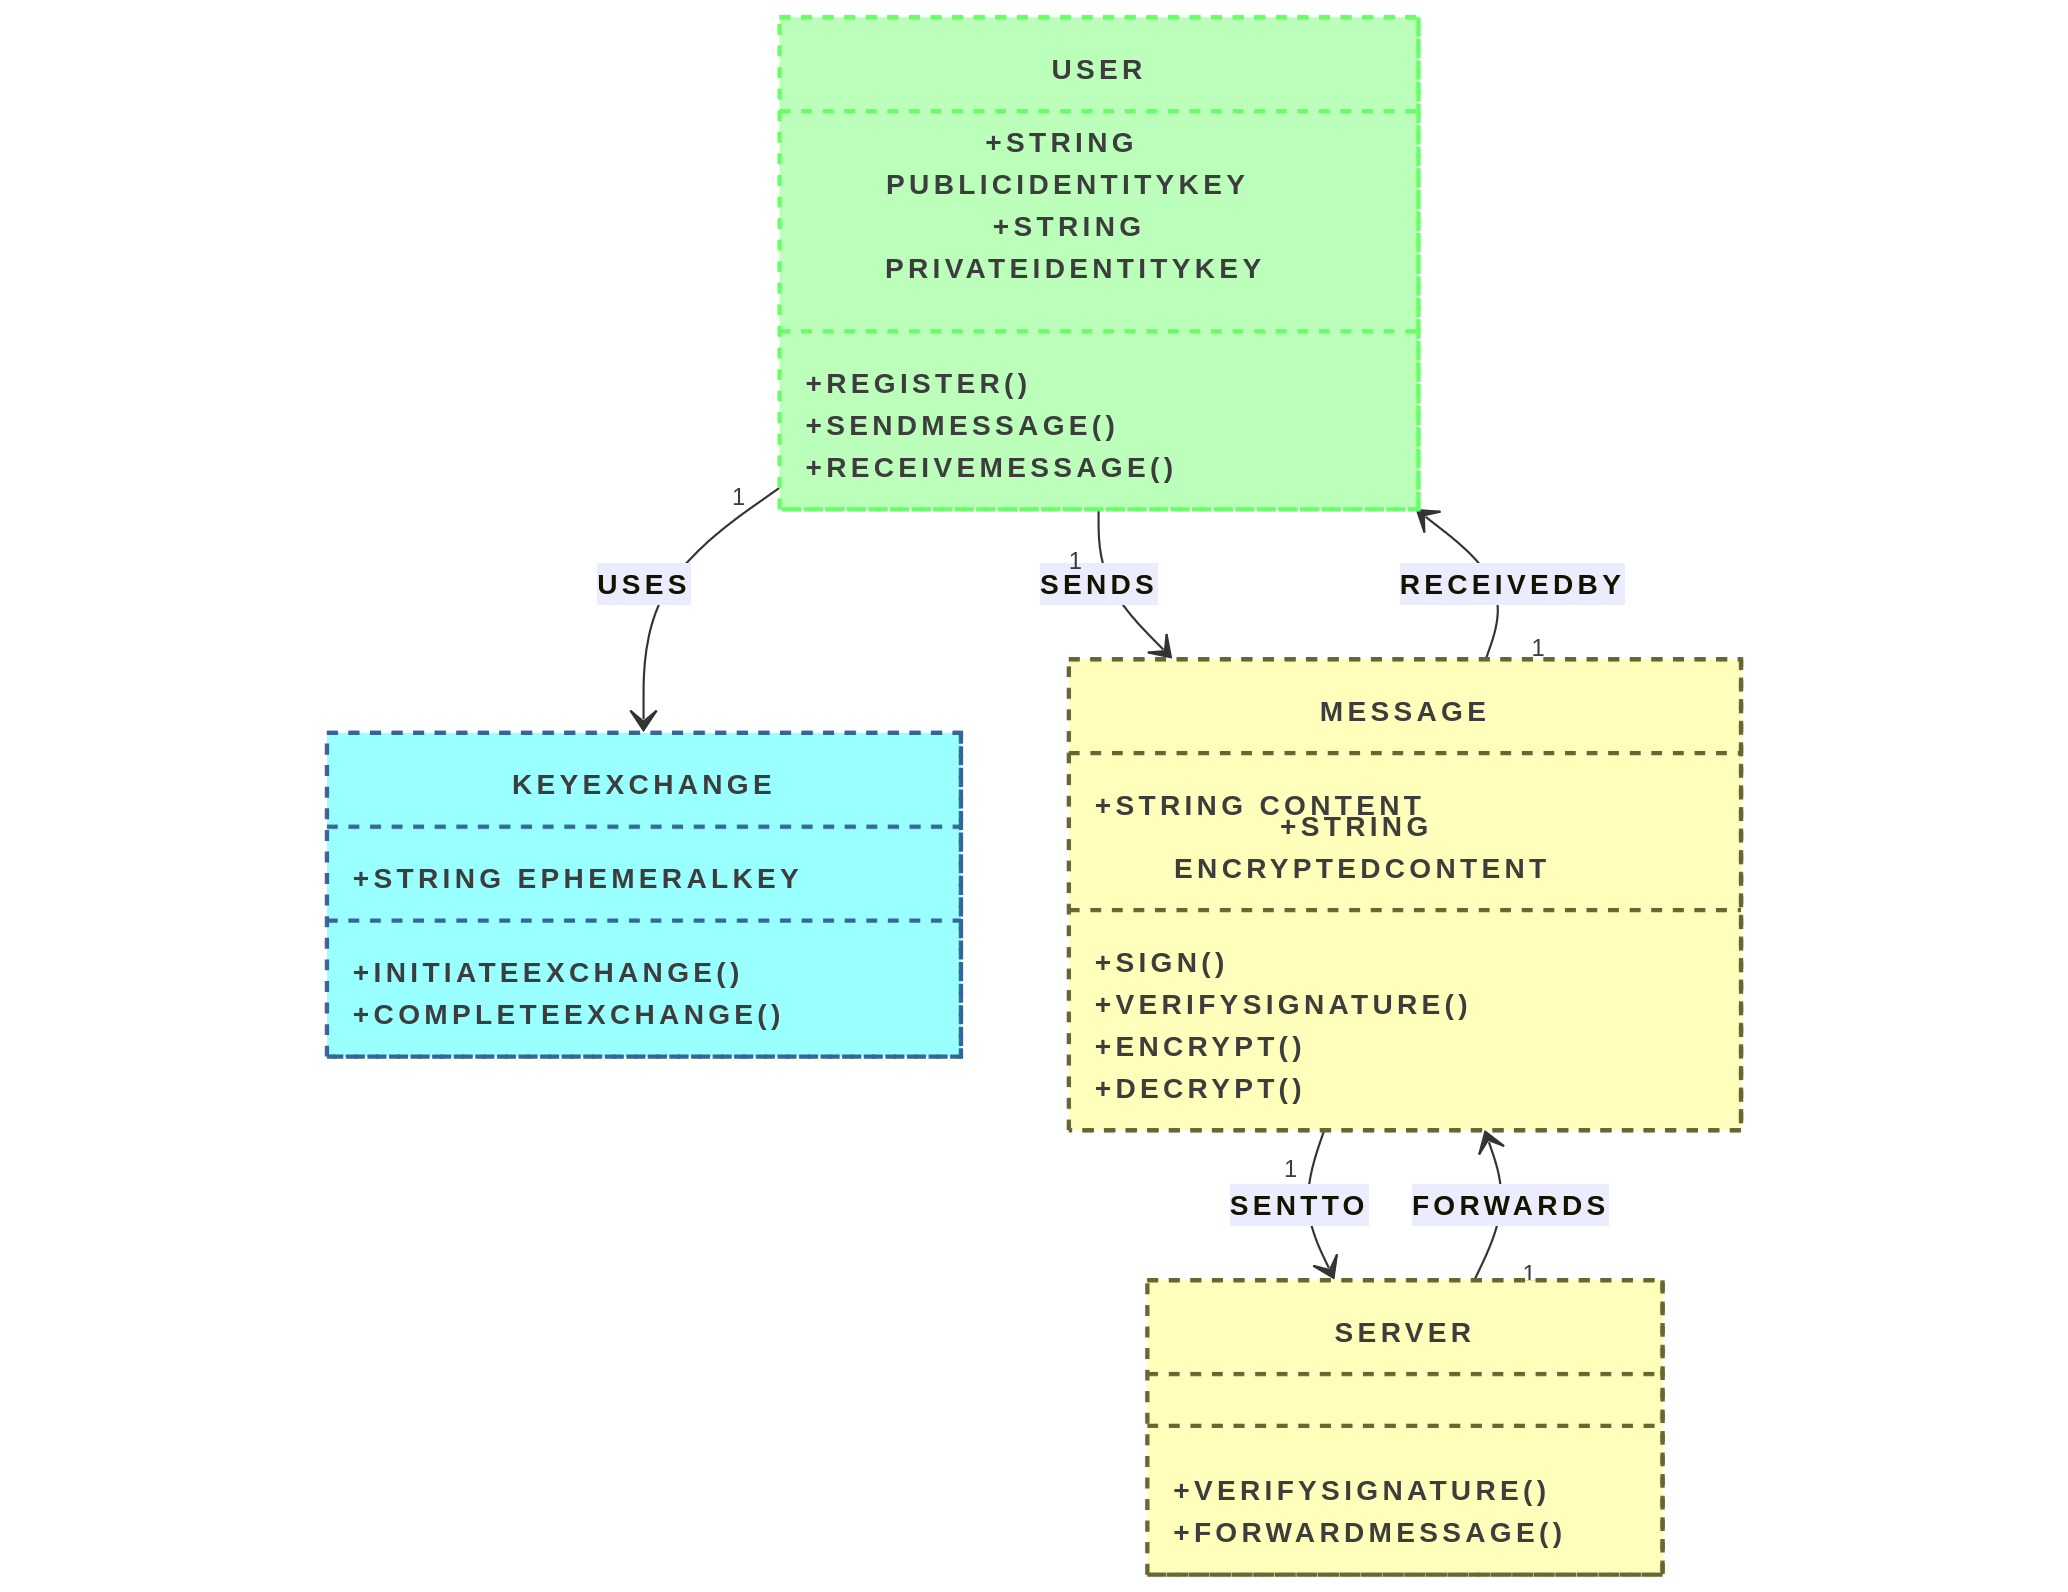 USER
+STRING
PUBLICIDENTITYKEY
+STRING
PRIVATEIDENTITYKEY
+REGISTER()
+SENDMESSAGE()
+RECEIVEMESSAGE()
1
1
USES
SENDS
RECEIVEDBY
1
MESSAGE
+STRING CONTENT
+STRING
ENCRYPTEDCONTENT
+SIGN()
+VERIFYSIGNATURE()
+ENCRYPT()
+DECRYPT()
KEYEXCHANGE
+STRING EPHEMERALKEY
+INITIATEEXCHANGE()
+COMPLETEEXCHANGE()
1
SENTTO
FORWARDS
1
SERVER
+VERIFYSIGNATURE()
+FORWARDMESSAGE()